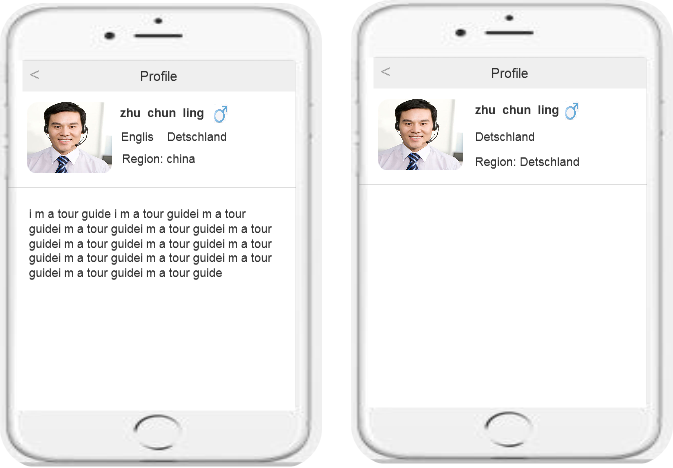 < Profile
zhu chun ling
Englis Detschland
Region: china
i m a tour guide i m a tour guidei m a tour
guidei m a tour guidei m a tour guidei m a tour
guidei m a tour guidei m a tour guidei m a tour
guidei m a tour guidei m a tour guidei m a tour
guidei m a tour guidei m a tour guide
< Profile
zhu chun ling
Detschland
Region: Detschland